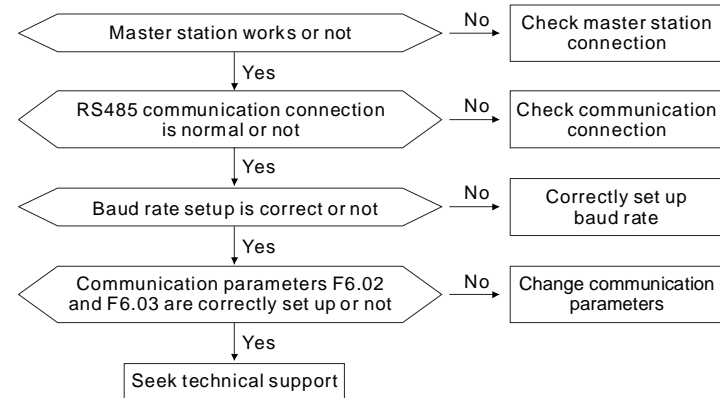 Master station works or not
No
Check master station
connection
Yes
RS485 communication connection
is normal or not
No
Check communication
connection
Yes
Baud rate setup is correct or not
No
Correctly set up
baud rate
Yes
Communication parameters F6.02
and F6.03 are correctly set up or not
No
Change communication
parameters
Yes
Seek technical support